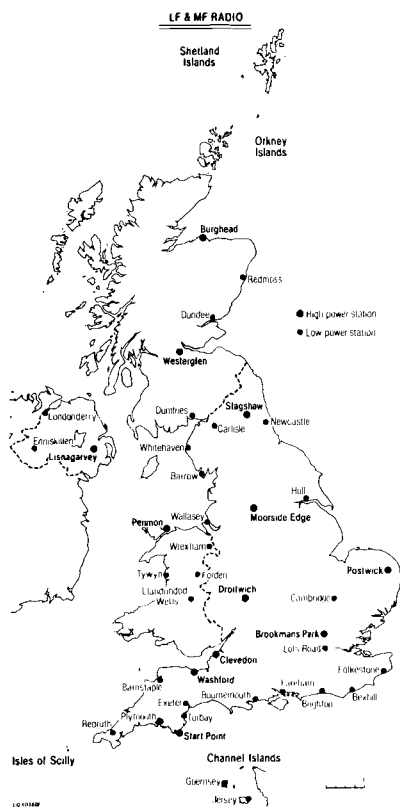 LF & MF RADIO
Shetland
Islands
Orkney
Islands
Burghead
Redmoss
Dundee
High power station
Low power station
Westerglen
Dumfries
Stagshaw
Newcastle
Carlisle
Londonderry
Enniskillen
Lisnagarvey
Whitehaven
Barrow
Hull
Moorside Edge
Wallasey
Penmon
Wrexham
Postwick
Tywyn
Forden
Llandrindod
Wells
Droitwich
Cambridge
Brookmans Park
Lots Road
Clevedon
Washford
Folkestone
Barnstaple
Fareham
Bexhill
Brighton
Bournemouth
Exeter
Torbay
Plymouth
Redruth
Start Point
Isles of Scilly
Channel Islands
Guernsey
Jersey